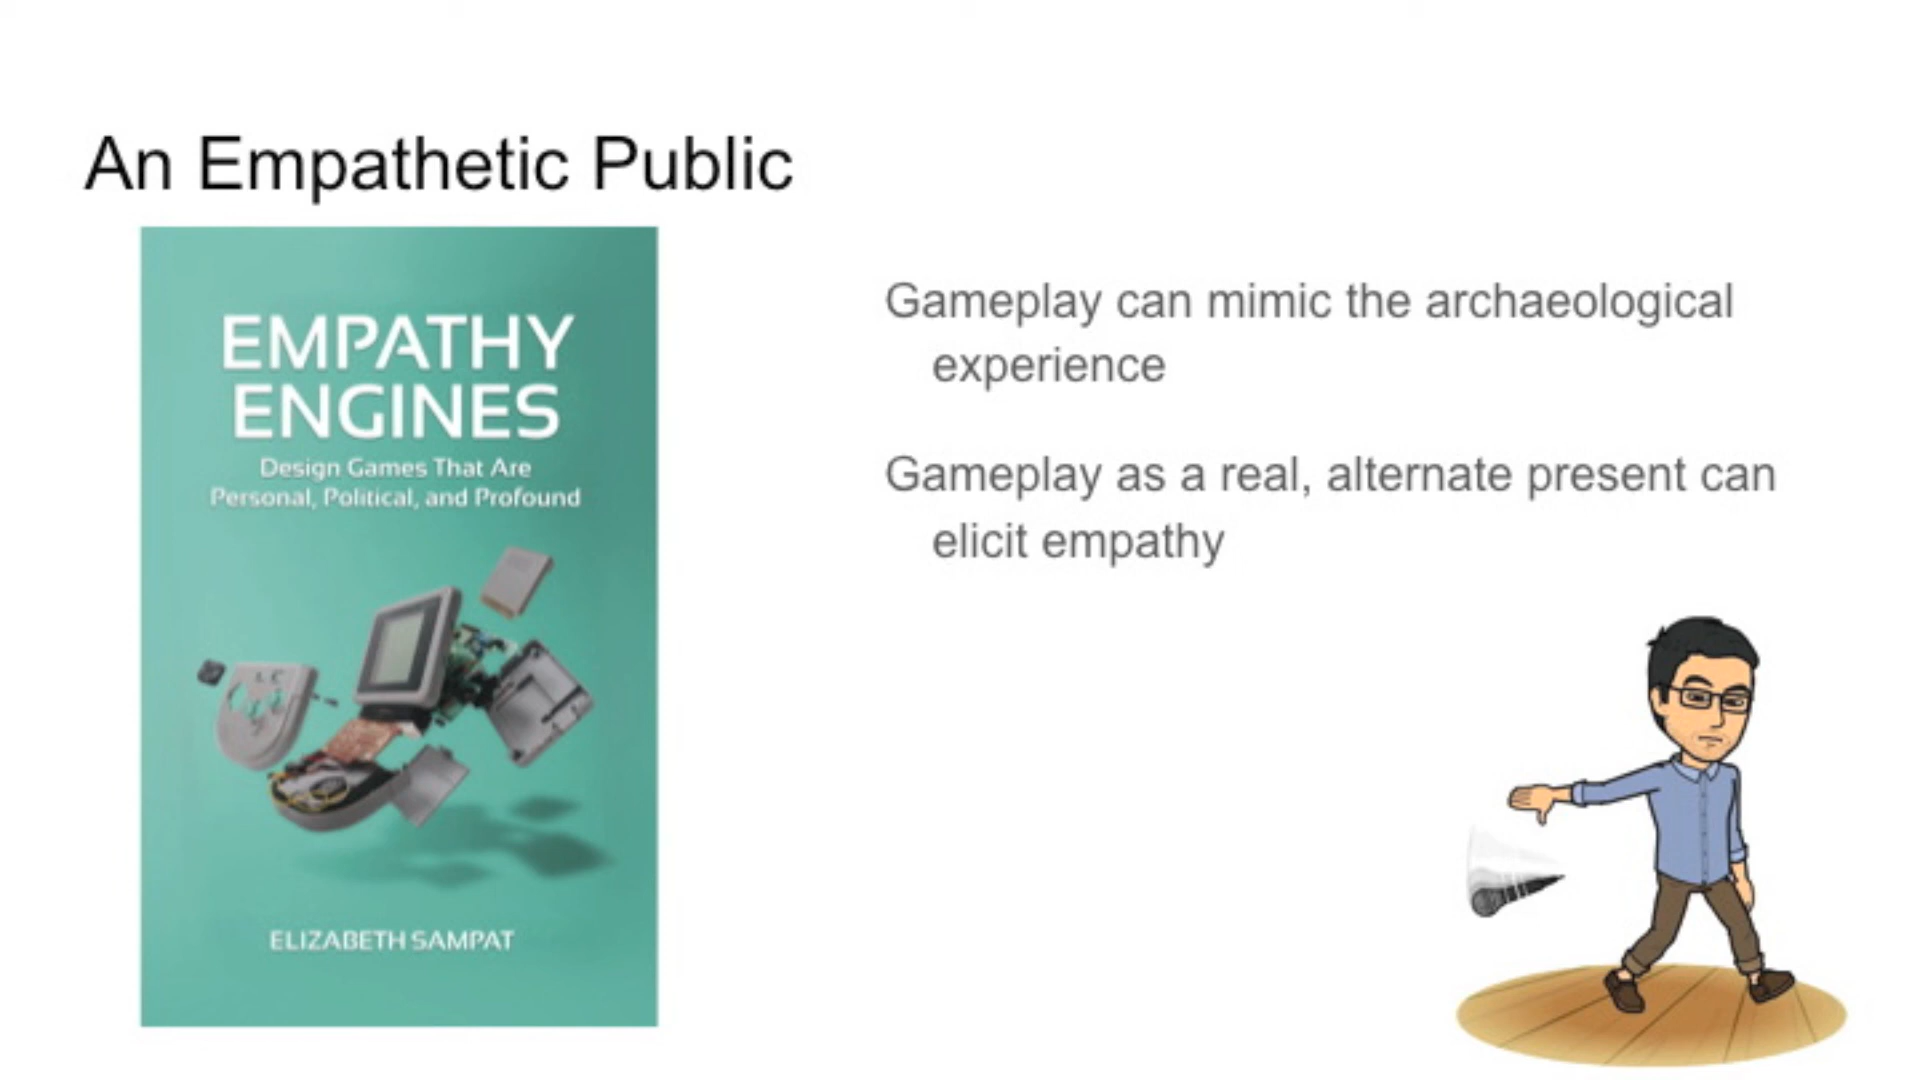 An Empathetic Public
EMPATHY
ENGINES
Design Games That Are
Personal, Political, and Profound
ELIZABETH SAMPAT
Gameplay can mimic the archaeological
experience
Gameplay as a real, alternate present can
elicit empathy